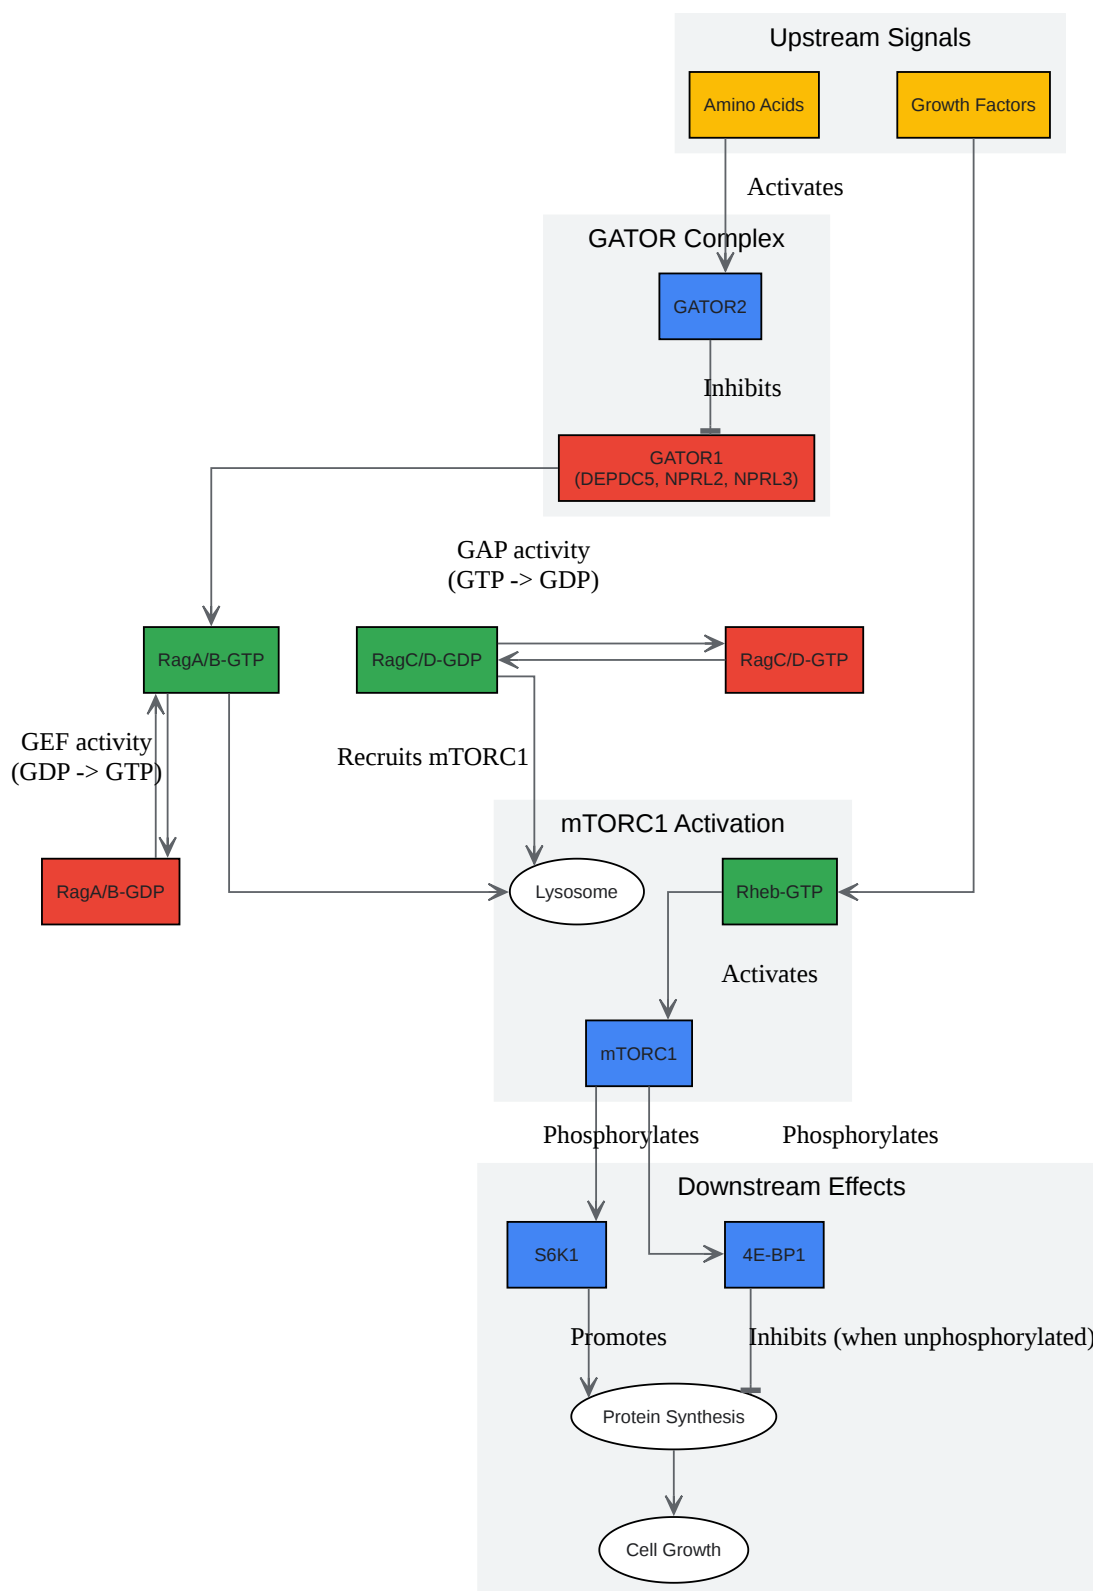 Upstream Signals
Amino Acids
Growth Factors
Activates
GATOR Complex
GATOR2
Inhibits
GATOR1
(DEPDC5, NPRL2, NPRL3)
GAP activity
(GTP -> GDP)
RagA/B-GTP
RagC/D-GDP
RagC/D-GTP
GEF activity
(GDP -> GTP)
Recruits mTORC1
mTORC1 Activation
RagA/B-GDP
Lysosome
Rheb-GTP
Activates
mTORC1
Phosphorylates
Phosphorylates
Downstream Effects
S6K1
4E-BP1
Promotes
Inhibits (when unphosphorylated)
Protein Synthesis
Cell Growth